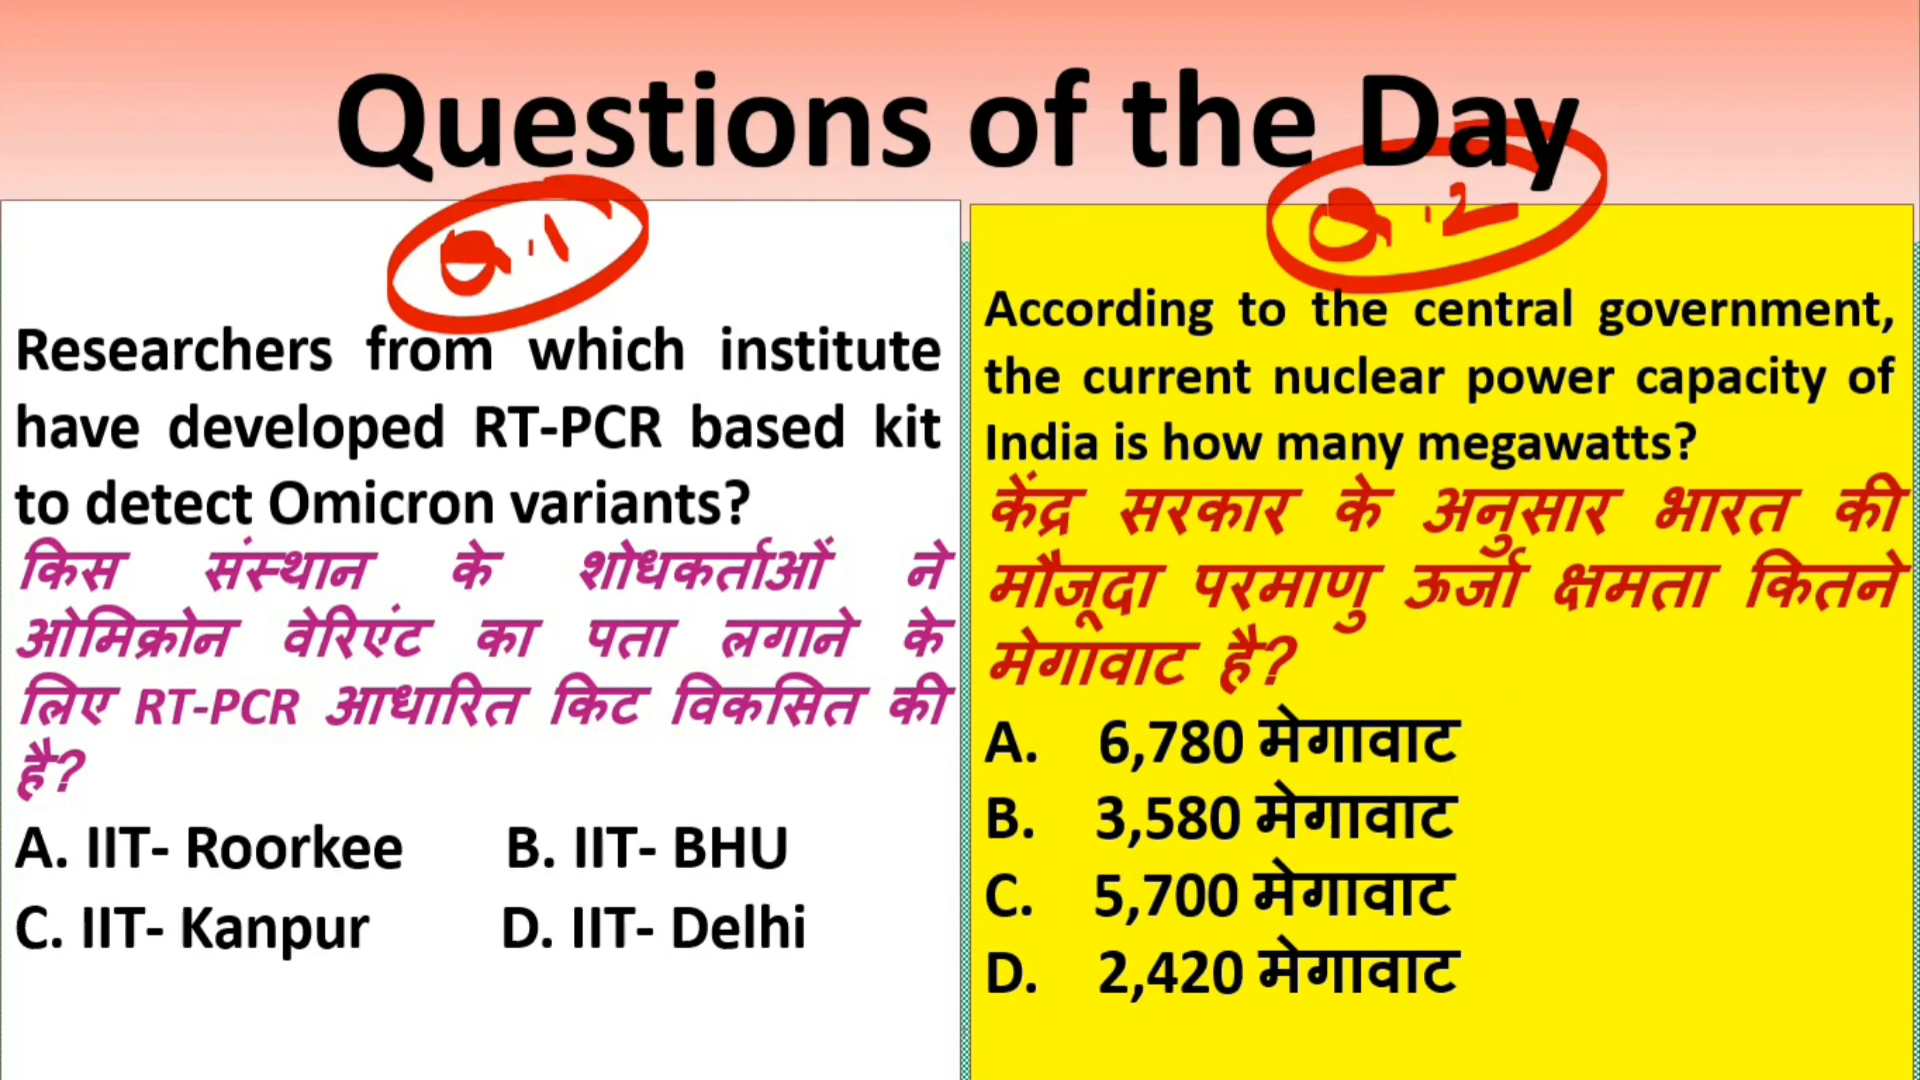 Questions of the Day
Q.1
Researchers from which institute
have developed RT-PCR based kit
to detect Omicron variants?
किस संस्थान के शोधकर्ताओं ने
ओमिक्रोन वेरिएंट का पता लगाने के
लिए RT-PCR आधारित किट विकसित की
है?
A. IIT- Roorkee B. IIT- BHU
C. IIT- Kanpur D. IIT- Delhi
Q.2
According to the central government,
the current nuclear power capacity of
India is how many megawatts?
केंद्र सरकार के अनुसार भारत की
मौजूदा परमाणु ऊर्जा क्षमता कितने
मेगावाट है?
A. 6,780 मेगावाट
B. 3,580 मेगावाट
C. 5,700 मेगावाट
D. 2,420 मेगावाट